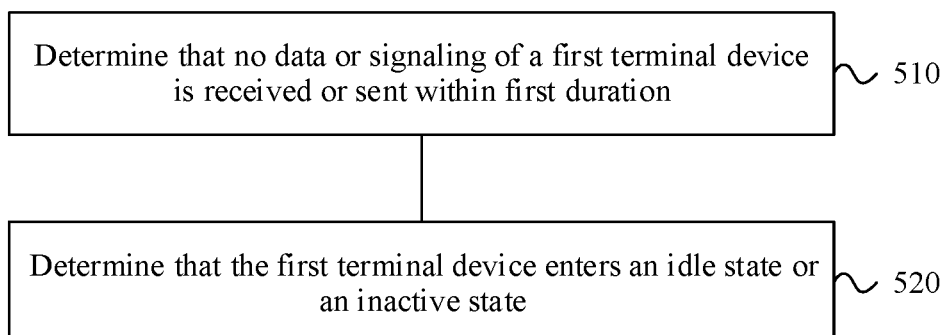 Determine that no data or signaling of a first terminal device
is received or sent within first duration
510
Determine that the first terminal device enters an idle state or
an inactive state
520